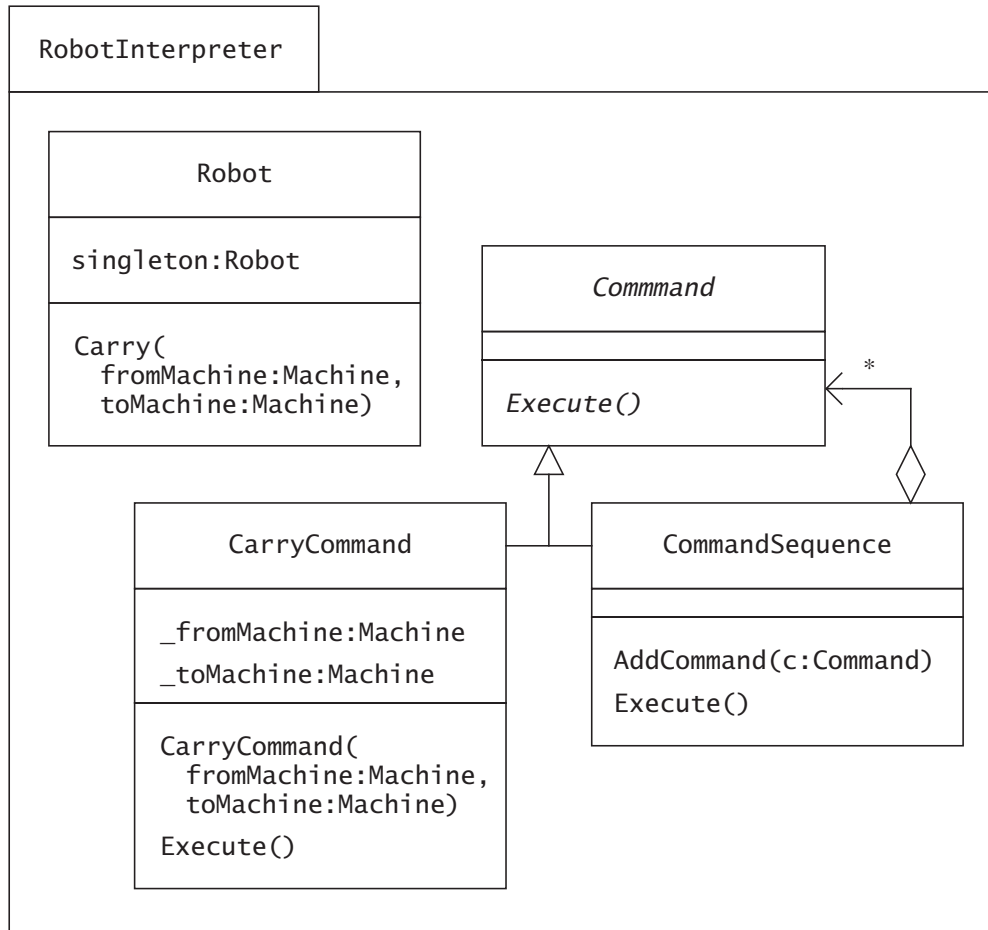 RobotInterpreter
Robot
singleton:Robot
Carry(
fromMachine:Machine,
toMachine:Machine)
Commmand
Execute()
*
CarryCommand
_fromMachine:Machine
_toMachine:Machine
CarryCommand(
fromMachine:Machine,
toMachine:Machine)
Execute()
CommandSequence
AddCommand(c:Command)
Execute()